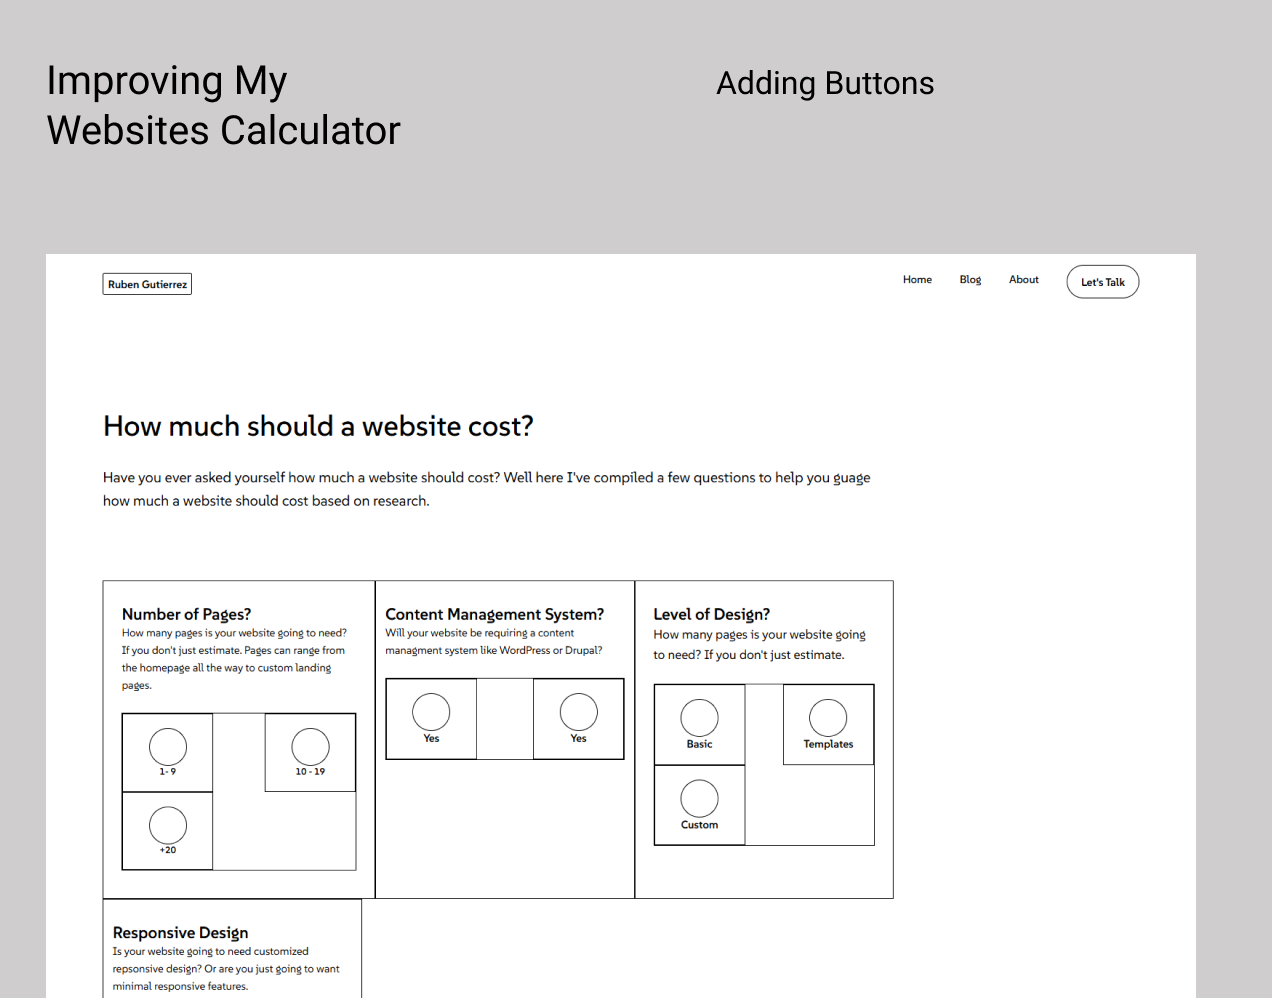 Improving My
Websites Calculator
Adding Buttons
Ruben Gutierrez
Home
Blog
About
Let's Talk
How much should a website cost?
Have you ever asked yourself how much a website should cost? Well here I've compiled a few questions to help you guage
how much a website should cost based on research.
Number of Pages?
How many pages is your website going to need?
If you don't just estimate. Pages can range from
the homepage all the way to custom landing
pages.
1- 9
10 - 19
+20
Content Management System?
Will your website be requiring a content
managment system like WordPress or Drupal?
Yes
Yes
Level of Design?
How many pages is your website going
to need? If you don't just estimate.
Basic
Templates
Custom
Responsive Design
Is your website going to need customized
repsonsive design? Or are you just going to want
minimal responsive features.